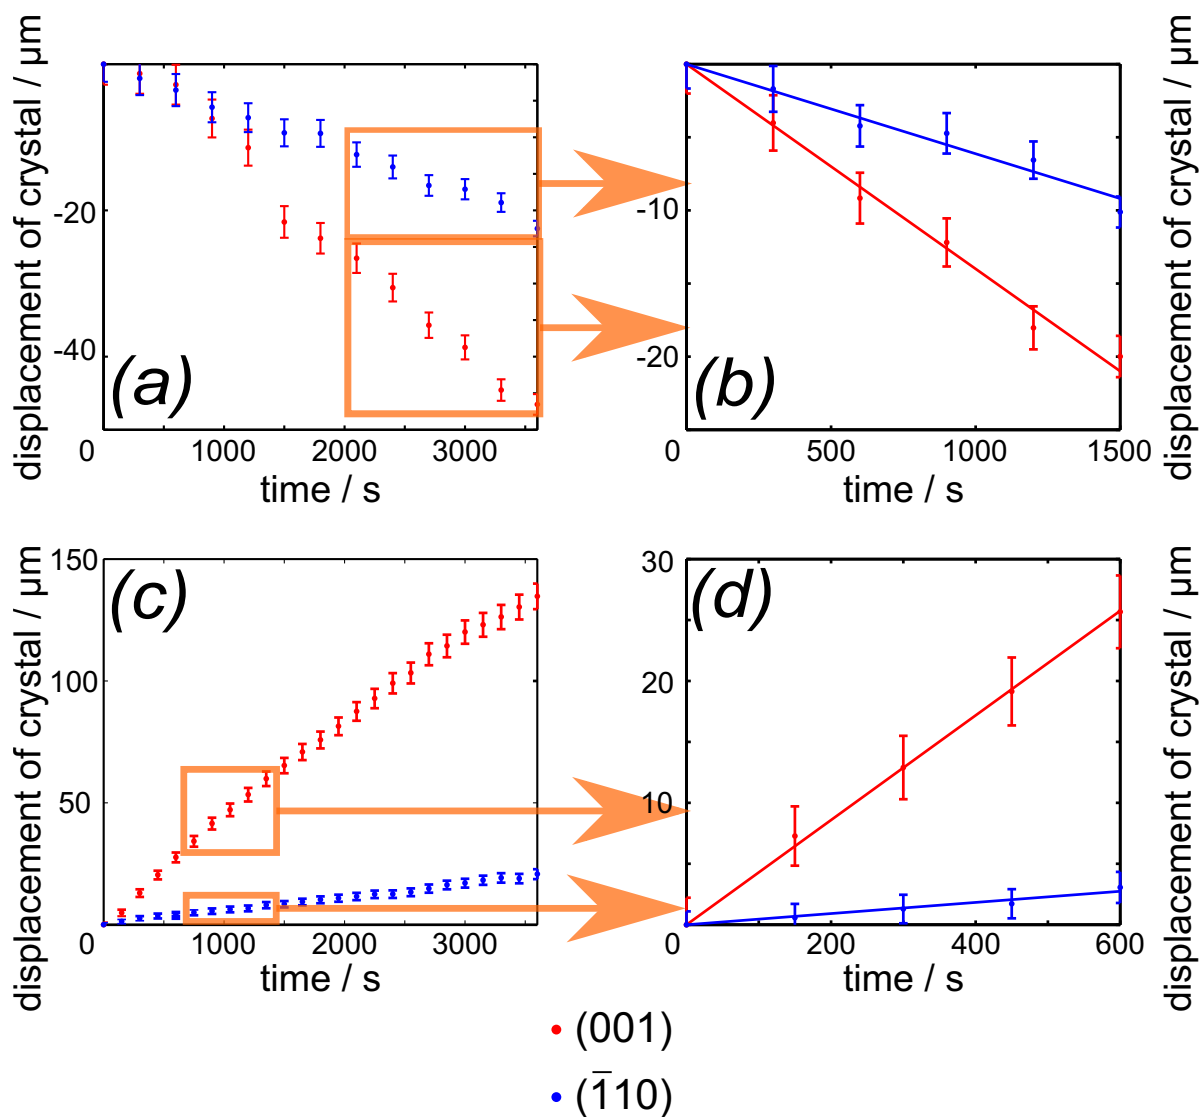 displacement of crystal / μm
-20
-40
(a)
0 1000 2000 3000
time / s
-10
-20
(b)
0 500 1000 1500
time / s
displacement of crystal / μm
displacement of crystal / μm
150
100
50
(c)
0 1000 2000 3000
time / s
30
20
10
(d)
0 200 400 600
time / s
displacement of crystal / μm
(001)
(1̅10)